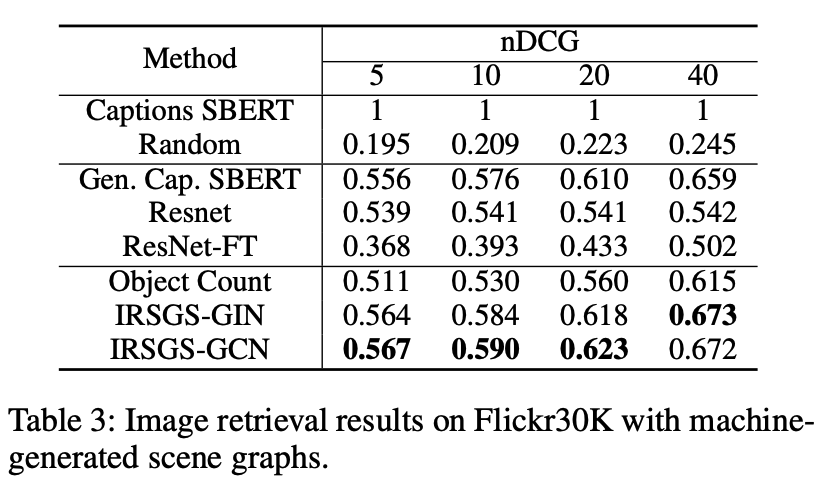 Method nDCG
5 10 20 40
Captions SBERT 1 1 1 1
Random 0.195 0.209 0.223 0.245
Gen. Cap. SBERT 0.556 0.576 0.610 0.659
Resnet 0.539 0.541 0.541 0.542
ResNet-FT 0.368 0.393 0.433 0.502
Object Count 0.511 0.530 0.560 0.615
IRSGS-GIN 0.564 0.584 0.618 0.673
IRSGS-GCN 0.567 0.590 0.623 0.672
Table 3: Image retrieval results on Flickr30K with machine-
generated scene graphs.